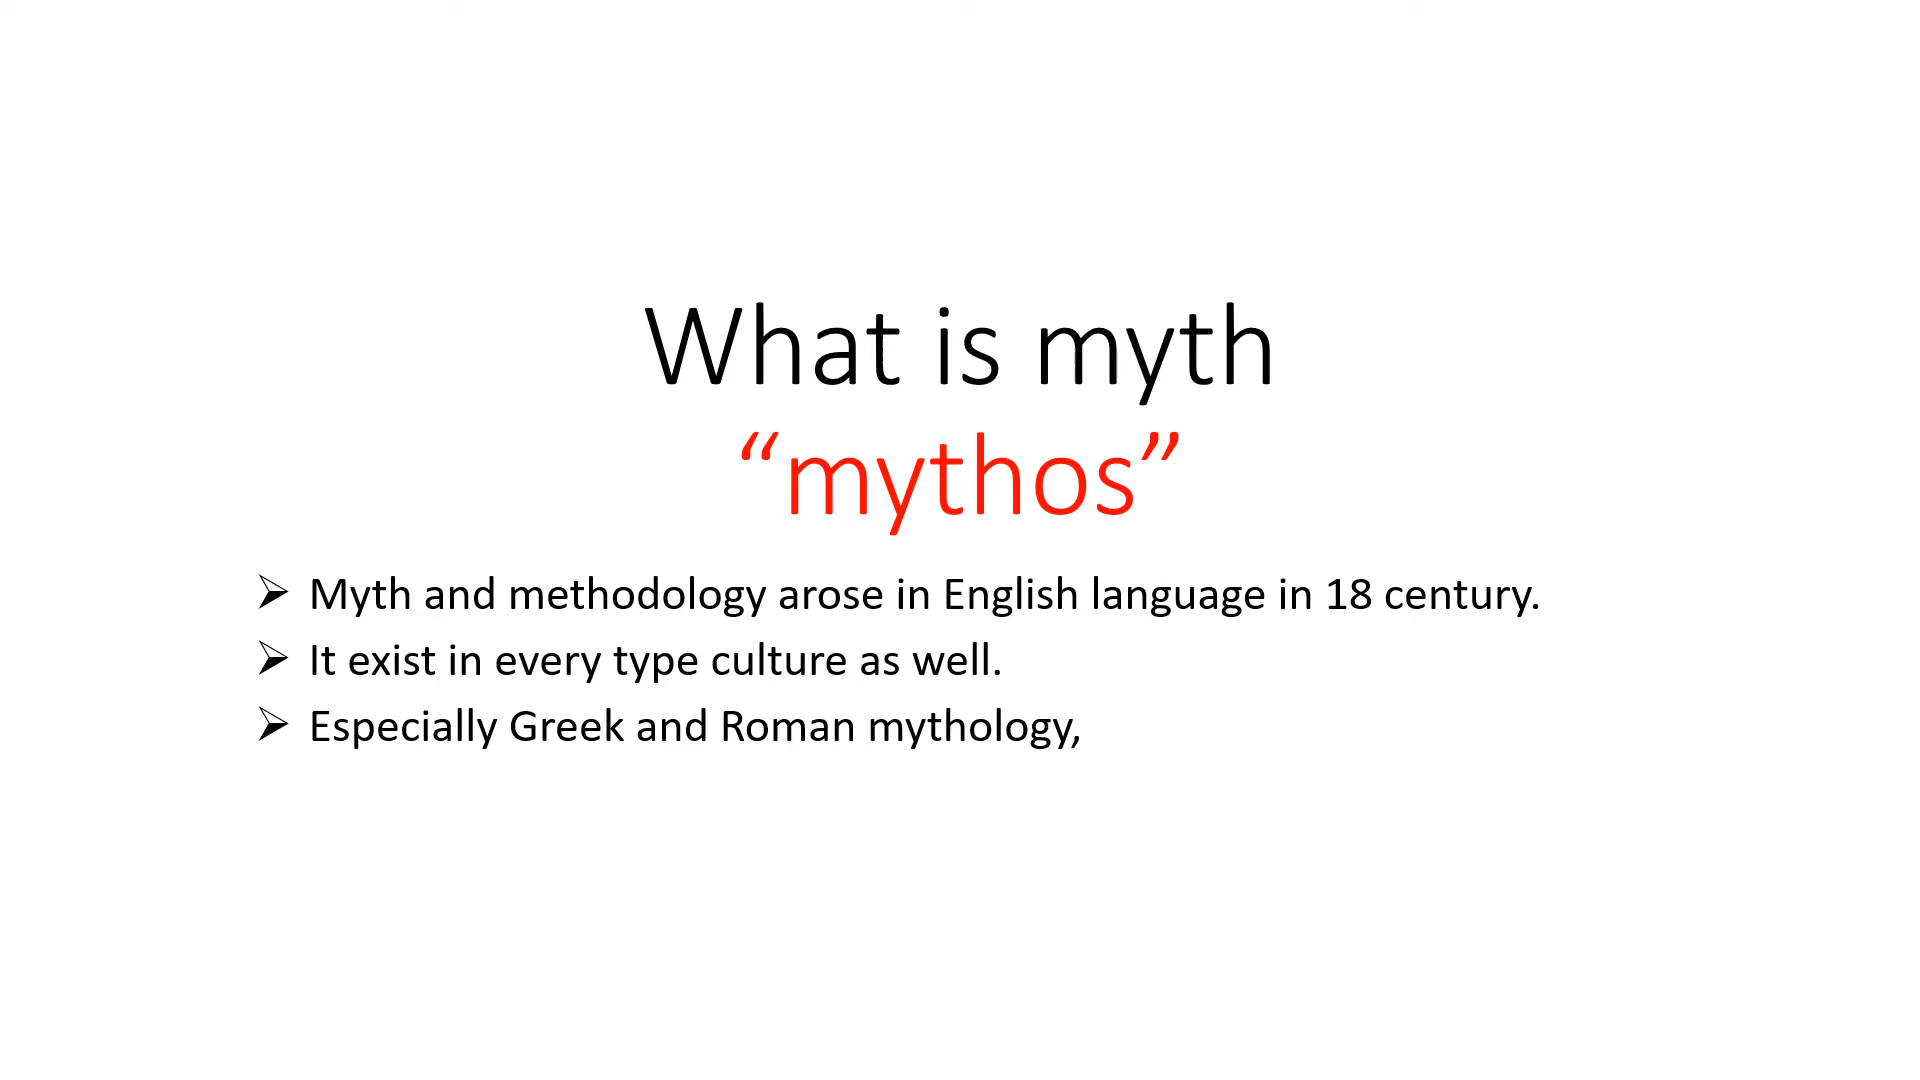 What is myth
“mythos”
➢ Myth and methodology arose in English language in 18 century.
➢ It exist in every type culture as well.
➢ Especially Greek and Roman mythology,